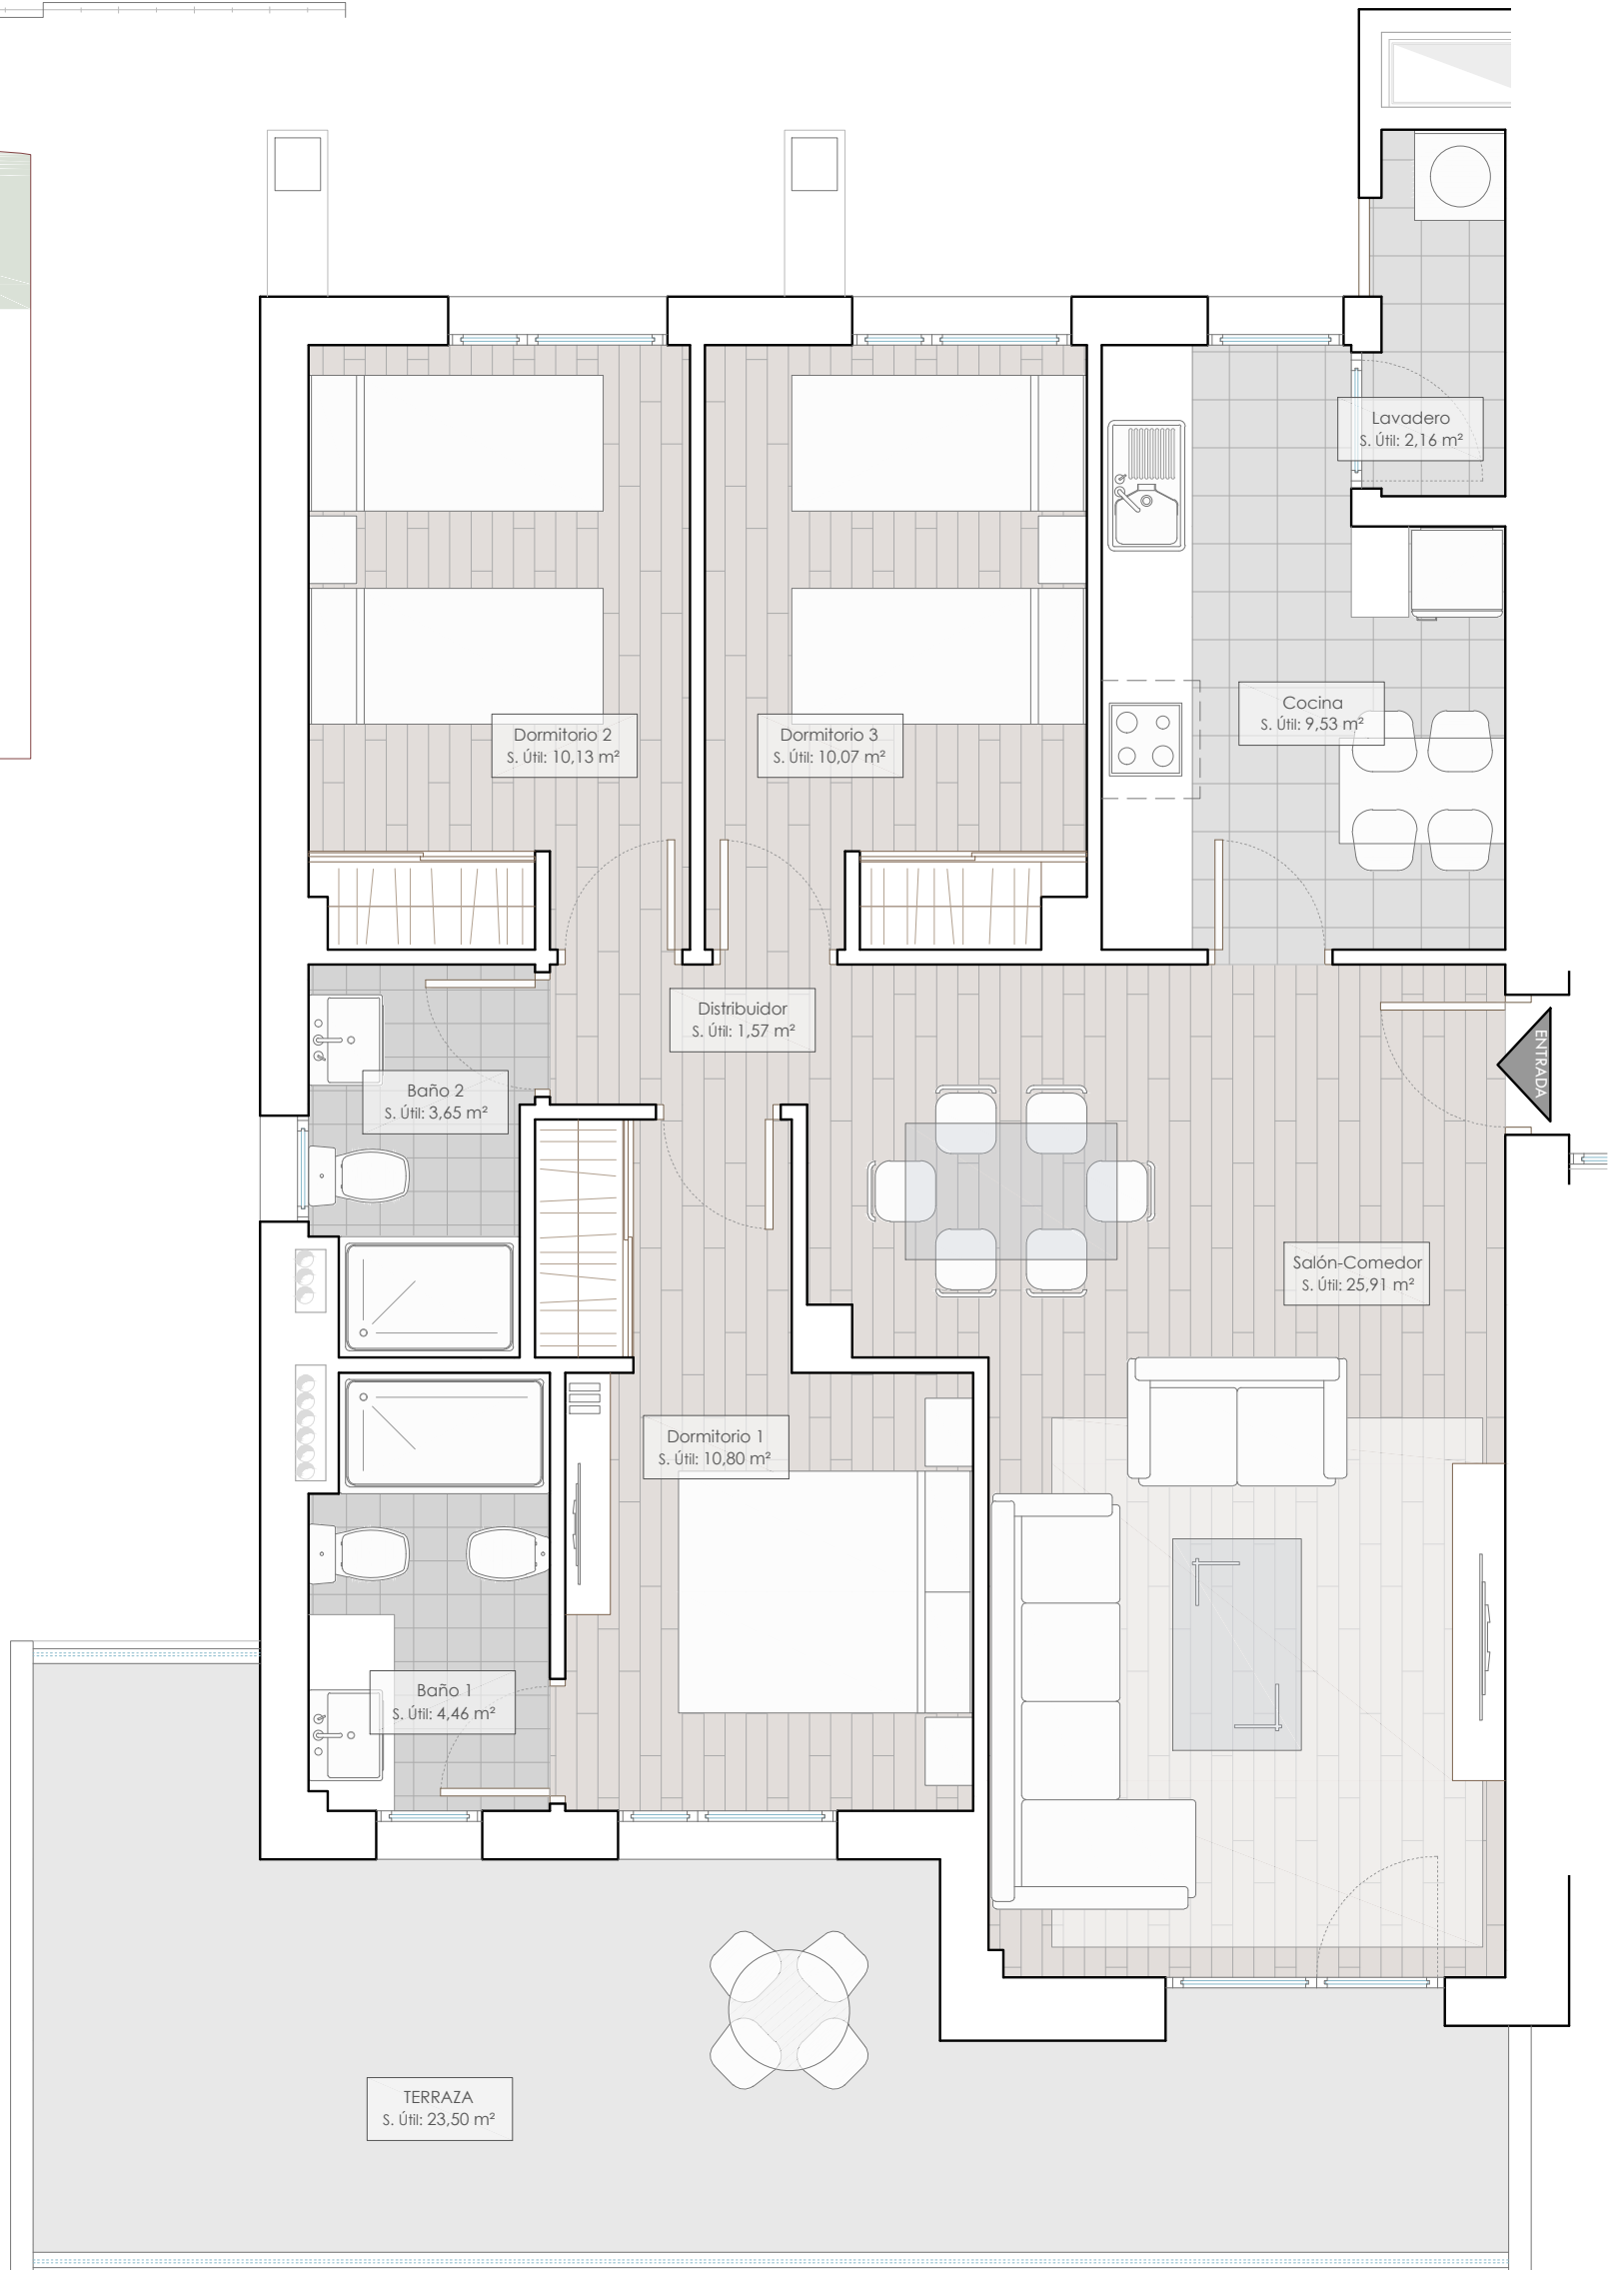 Lavadero
S. Útil: 2,16 m²
Cocina
S. Útil: 9,53 m²
Dormitorio 2
S. Útil: 10,13 m²
Dormitorio 3
S. Útil: 10,07 m²
Distribuidor
S. Útil: 1,57 m²
ENTRADA
Baño 2
S. Útil: 3,65 m²
Salón-Comedor
S. Útil: 25,91 m²
Dormitorio 1
S. Útil: 10,80 m²
Baño 1
S. Útil: 4,46 m²
TERRAZA
S. Útil: 23,50 m²